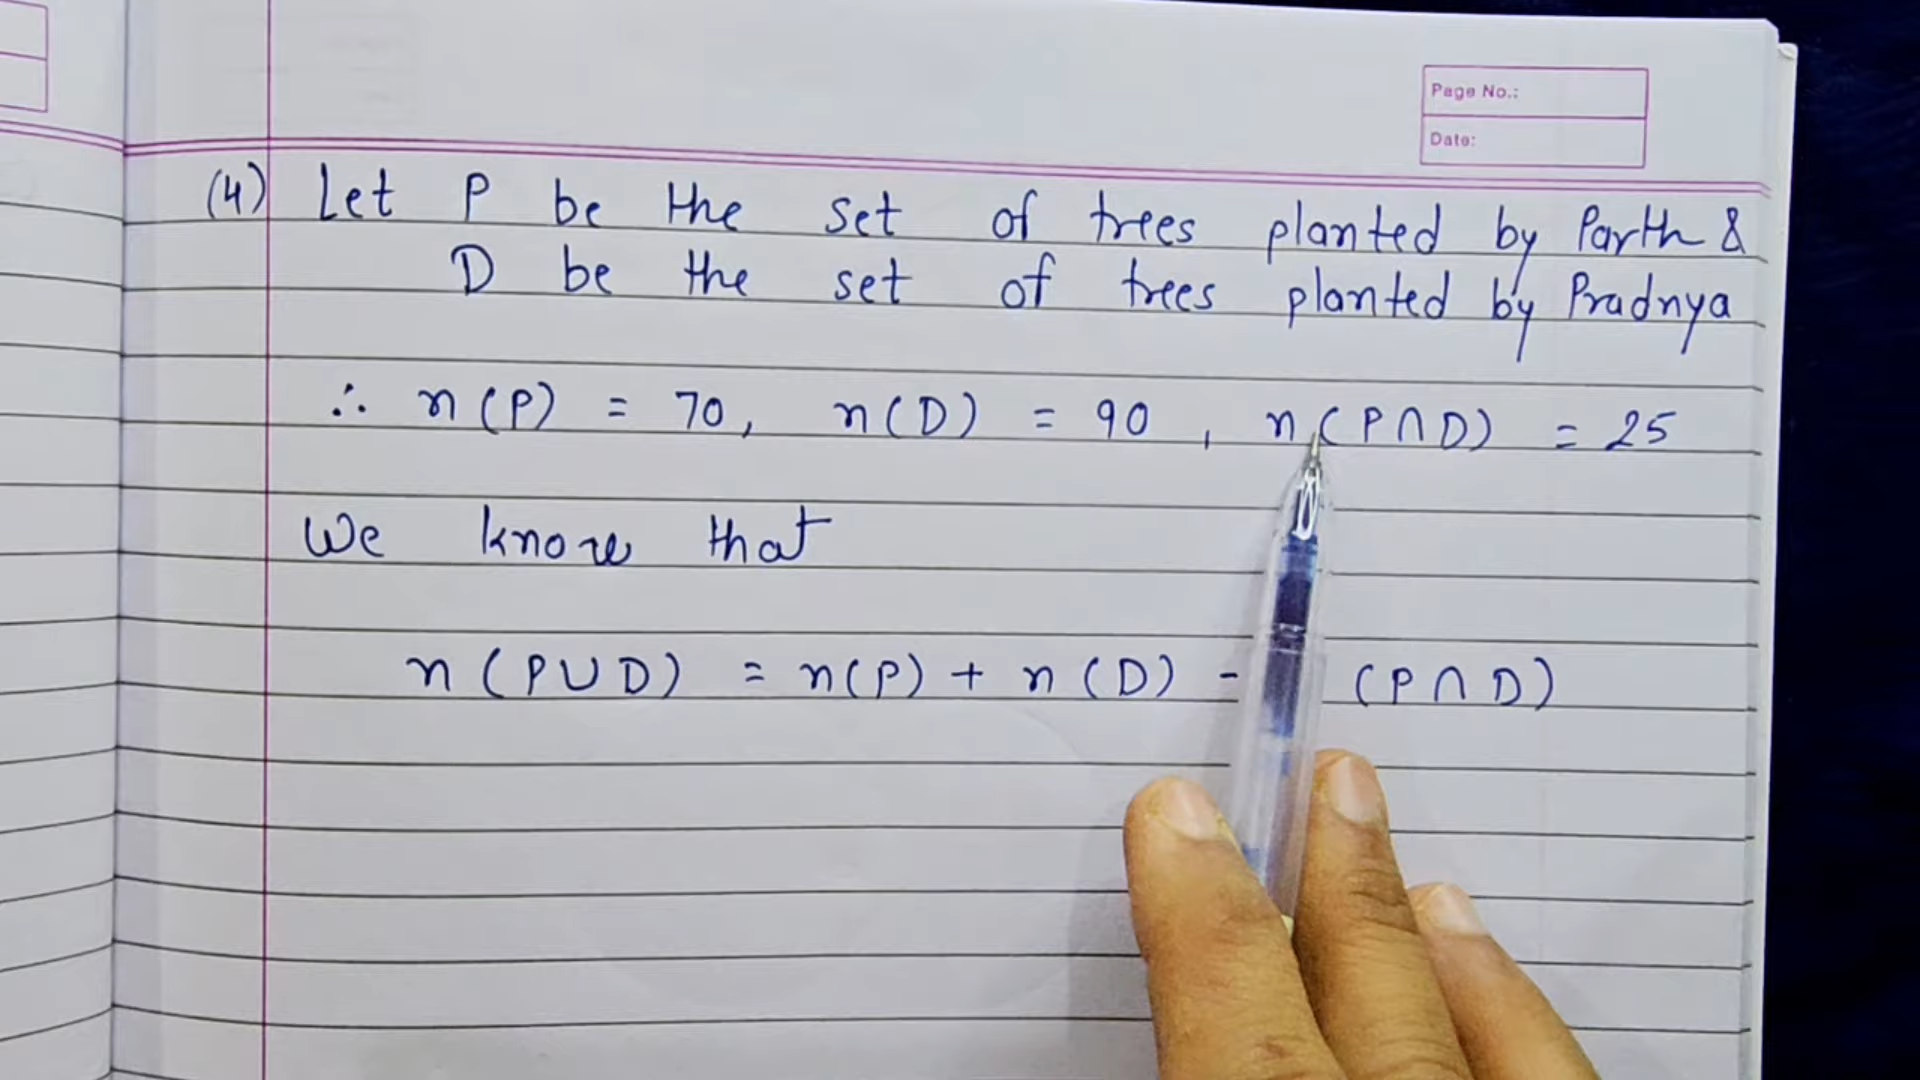 Page No.:
Date:
(4) Let P be the set of trees planted by Parth &
D be the set of trees planted by Pradnya
∴ n(P) = 70, n(D) = 90, n(P∩D) = 25
We know that
n(P∪D) = n(P) + n(D) - (P∩D)